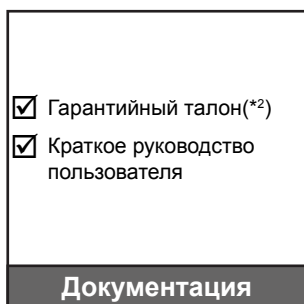 ☑ Гарантийный талон(*²)
☑ Краткое руководство
пользователя
Документация